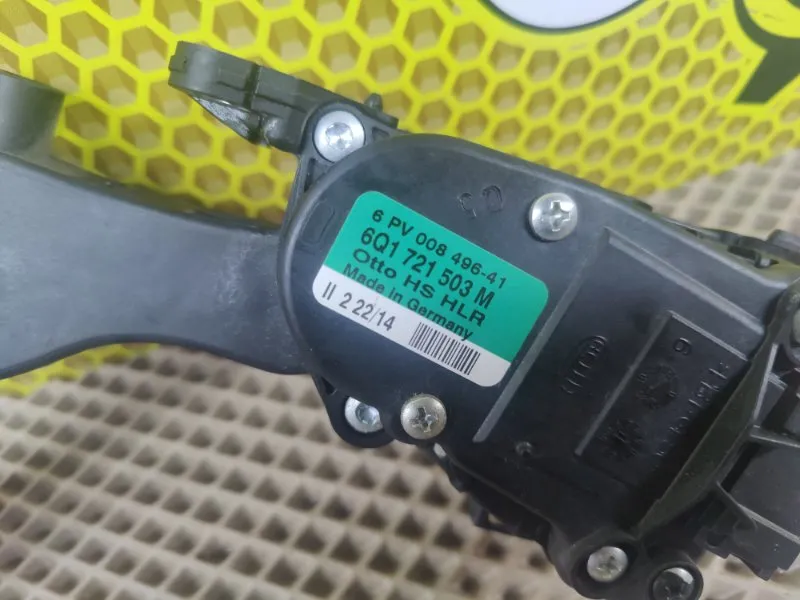 6 PV 008 496-41
6Q1 721 503 M
Otto HS HLR
Made in Germany
II 2 22/14